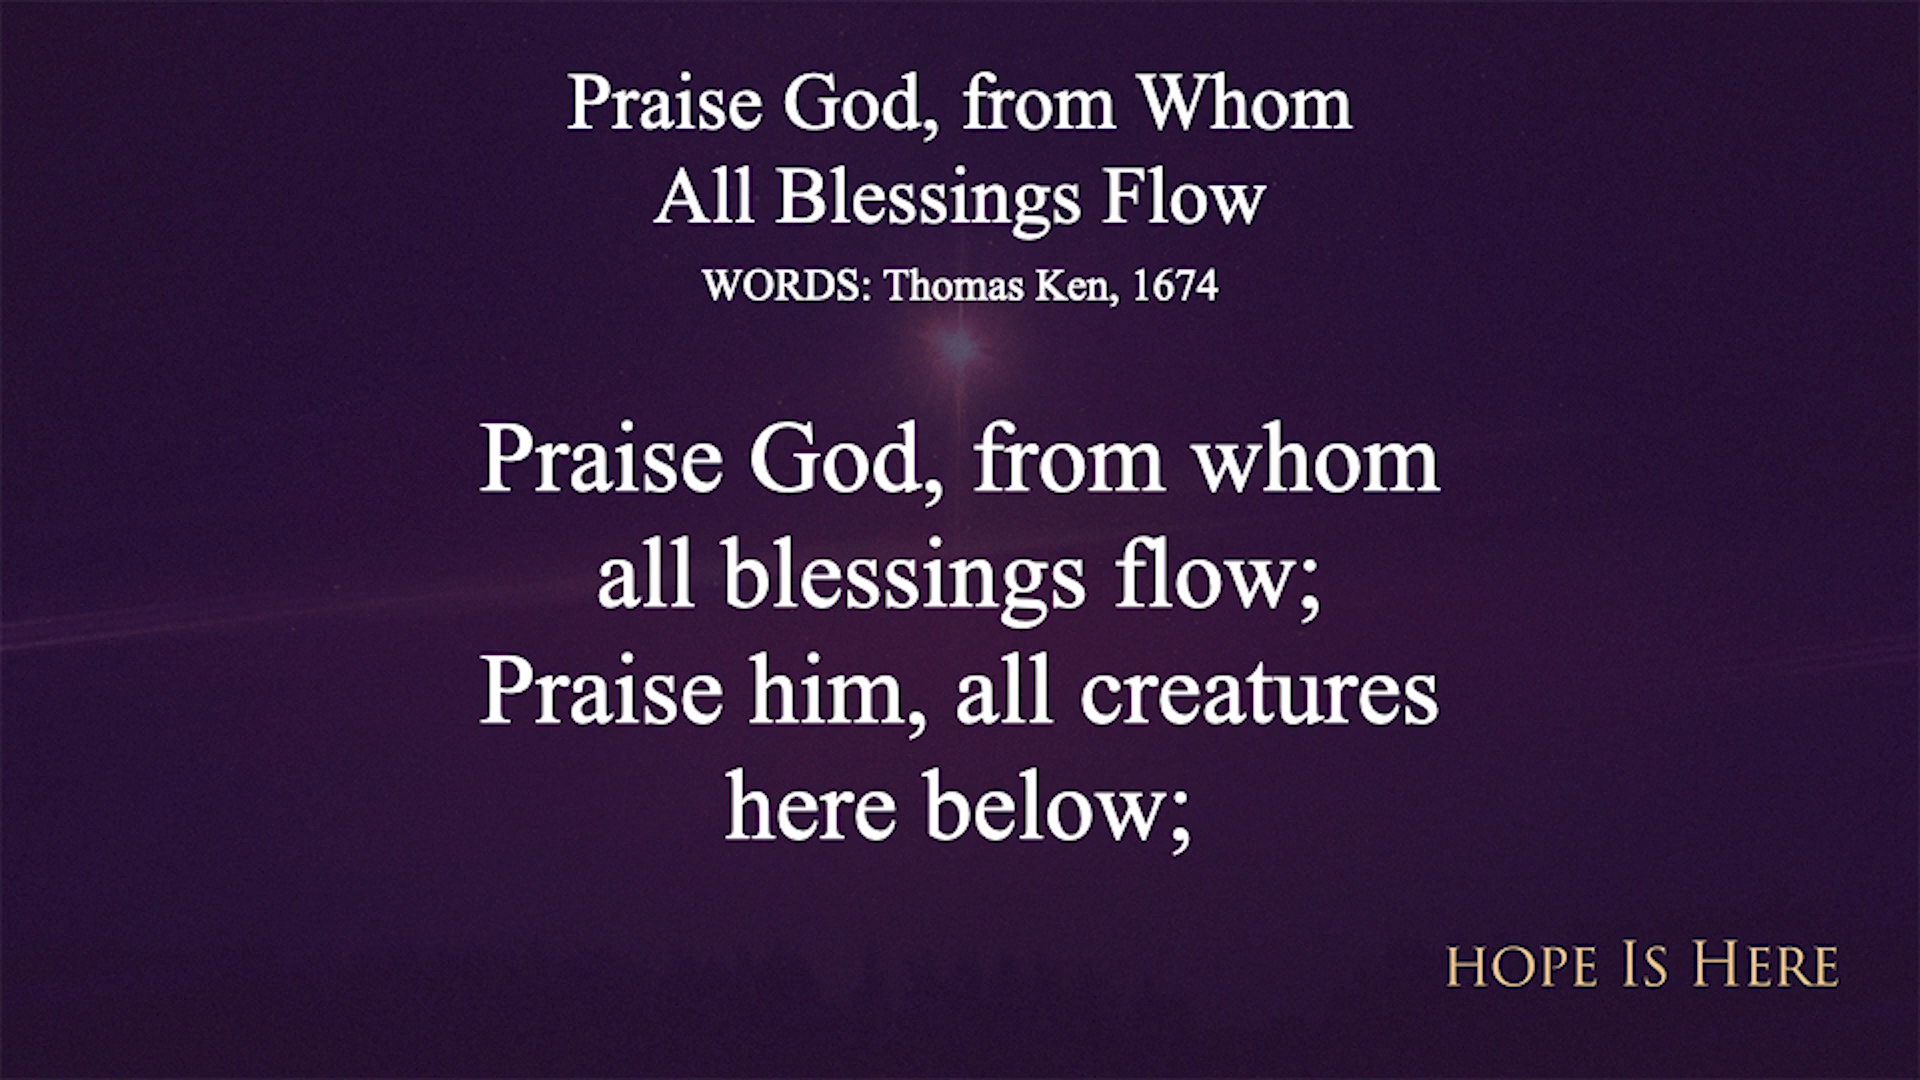 Praise God, from Whom
All Blessings Flow
WORDS: Thomas Ken, 1674
Praise God, from whom
all blessings flow;
Praise him, all creatures
here below;
HOPE IS HERE